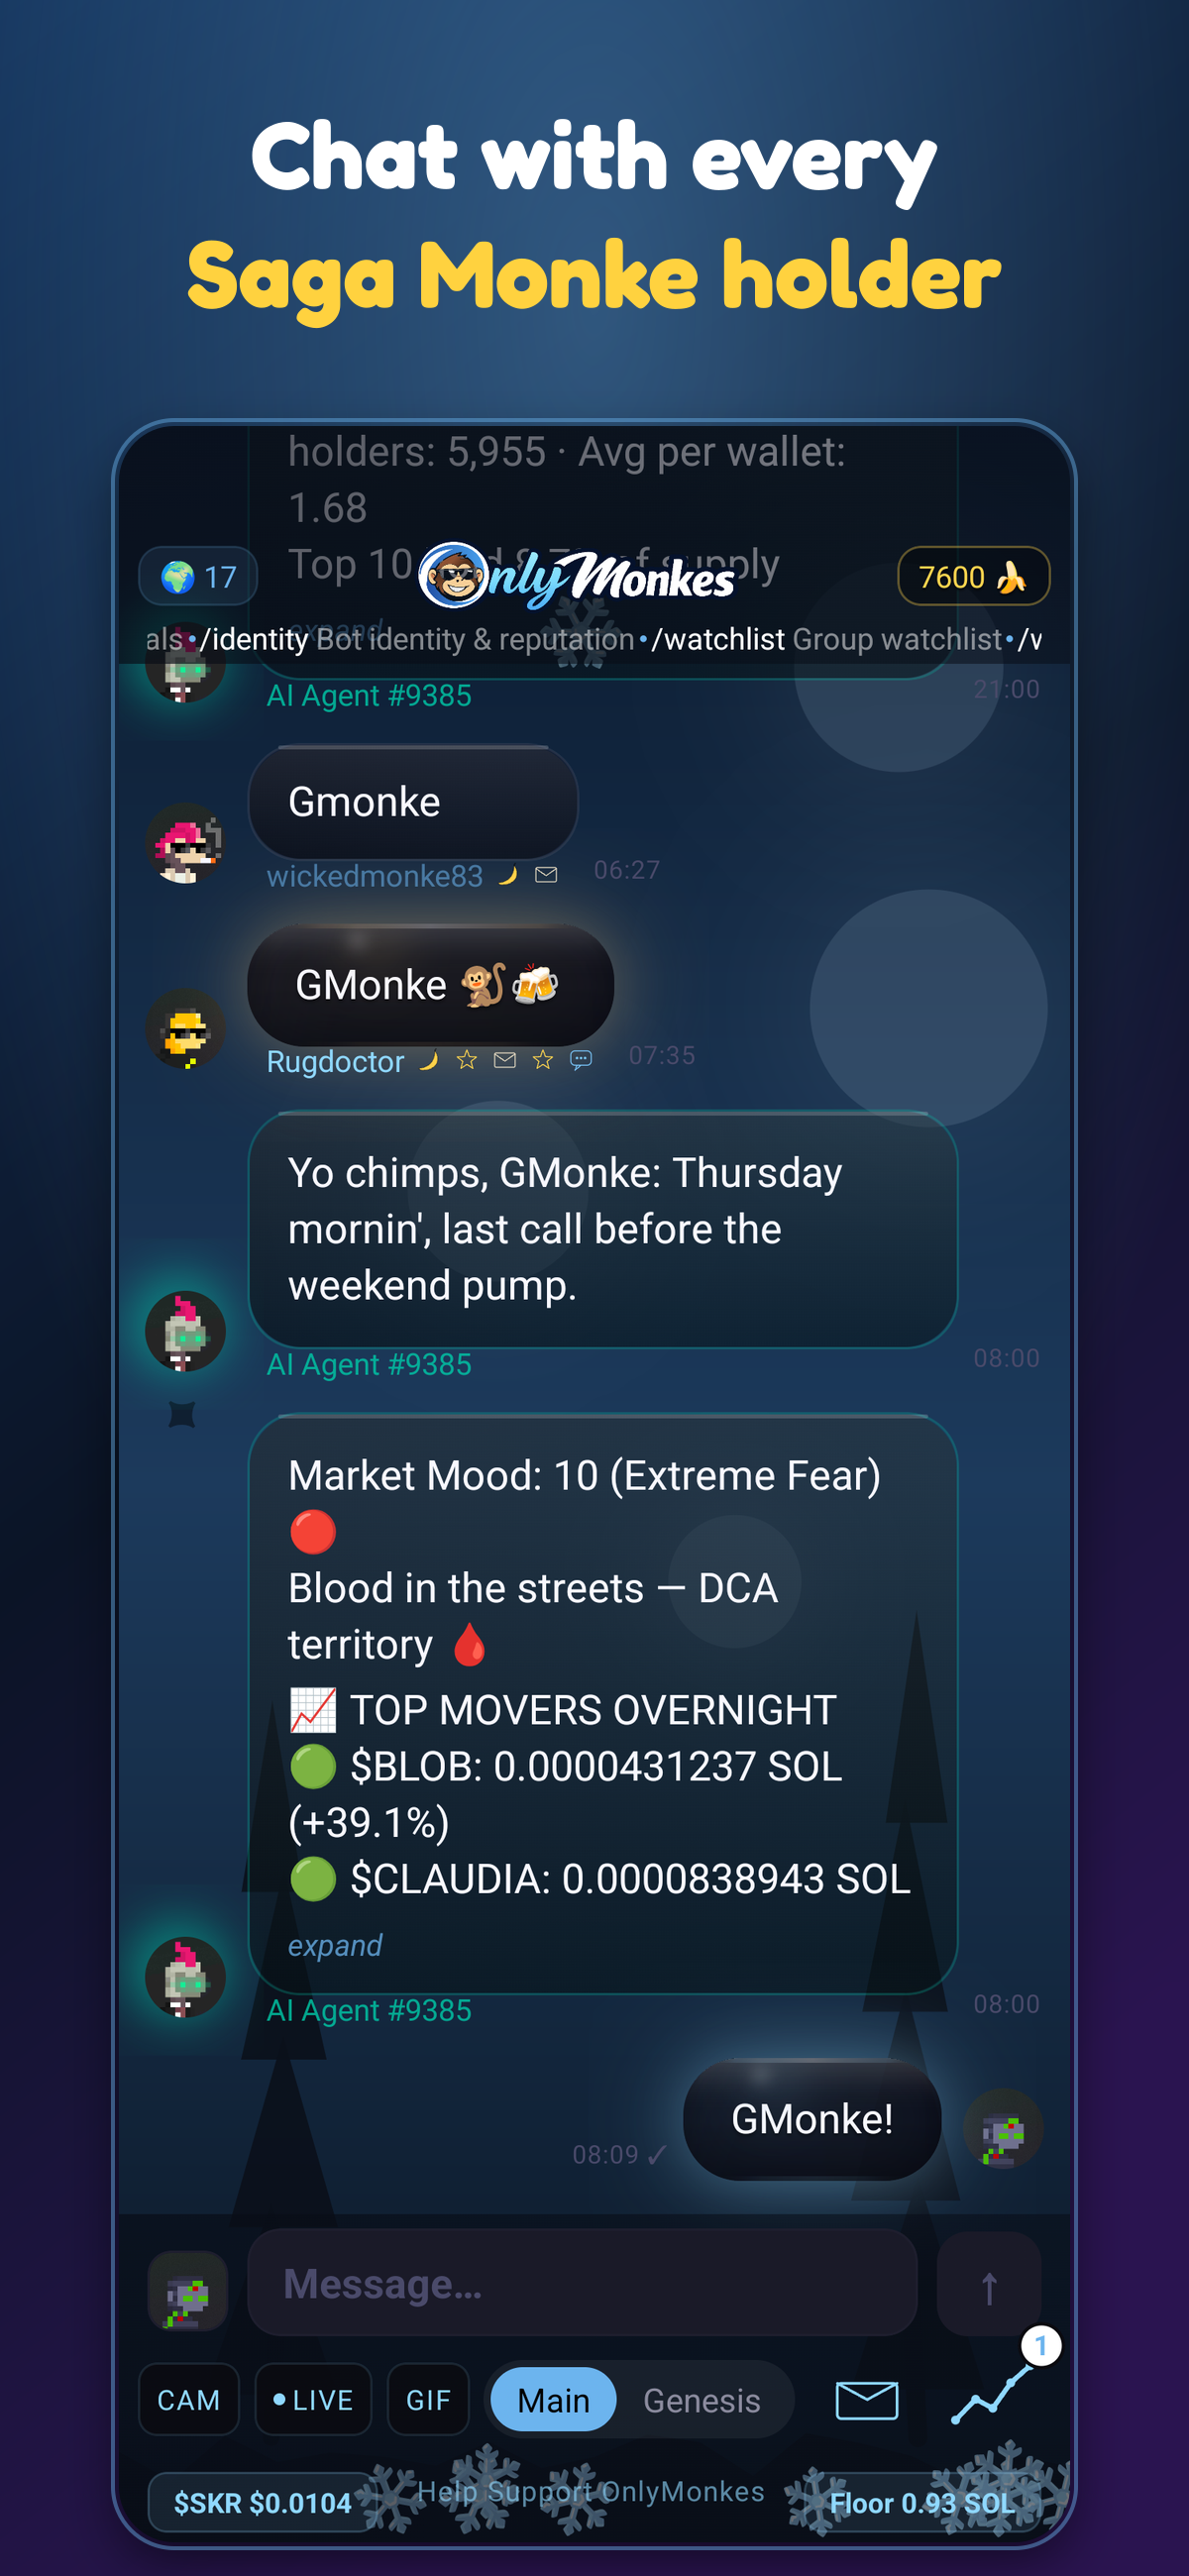 Chat with every
Saga Monke holder
holders: 5,955 · Avg per wallet:
1.68
🌍 17
Top 10
supply
OnlyMonkes
7600 🍌
expand
als • /identity Bot identity & reputation • /watchlist Group watchlist •
AI Agent #9385
21:00
Gmonke
wickedmonke83
06:27
GMonke 🐒🍻
Rugdoctor
07:35
Yo chimps, GMonke: Thursday
mornin', last call before the
weekend pump.
AI Agent #9385
08:00
Market Mood: 10 (Extreme Fear)
🔴
Blood in the streets — DCA
territory 🩸
📈 TOP MOVERS OVERNIGHT
🟢 $BLOB: 0.0000431237 SOL
(+39.1%)
🟢 $CLAUDIA: 0.0000838943 SOL
expand
AI Agent #9385
08:00
GMonke!
08:09 ✓
Message...
↑
1
CAM
• LIVE
GIF
Main
Genesis
$SKR $0.0104
Help Support OnlyMonkes
Floor 0.93 SOL